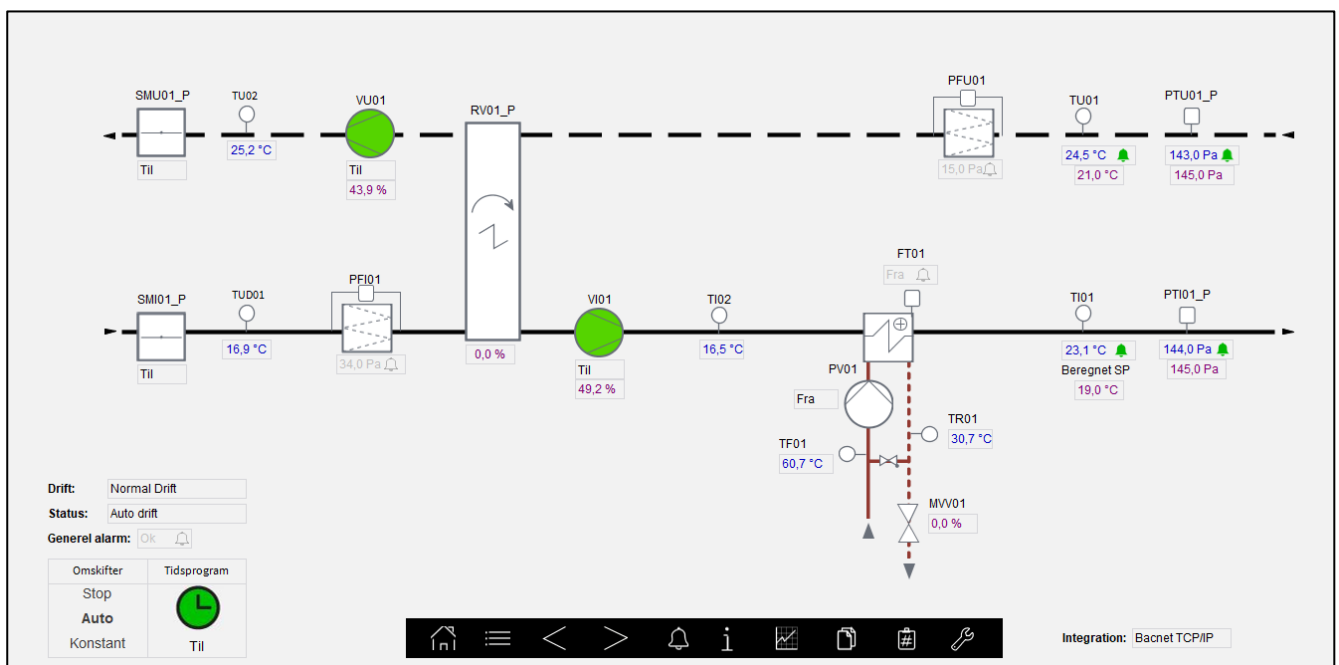 SMU01_P
TU02
VU01
RV01_P
PFU01
TU01
PTU01_P
25,2 °C
Til
Til
43,9 %
15,0 Pa
24,5 °C
143,0 Pa
21,0 °C
145,0 Pa
FT01
Fra
SMI01_P
TUD01
PFI01
VI01
TI02
TI01
PTI01_P
16,9 °C
Til
34,0 Pa
0,0 %
Til
49,2 %
16,5 °C
23,1 °C
144,0 Pa
Beregnet SP
145,0 Pa
19,0 °C
PV01
Fra
TR01
30,7 °C
TF01
60,7 °C
MVV01
0,0 %
Drift: Normal Drift
Status: Auto drift
Generel alarm: Ok
Omskifter Tidsprogram
Stop
Auto
Konstant
Til
Integration: Bacnet TCP/IP